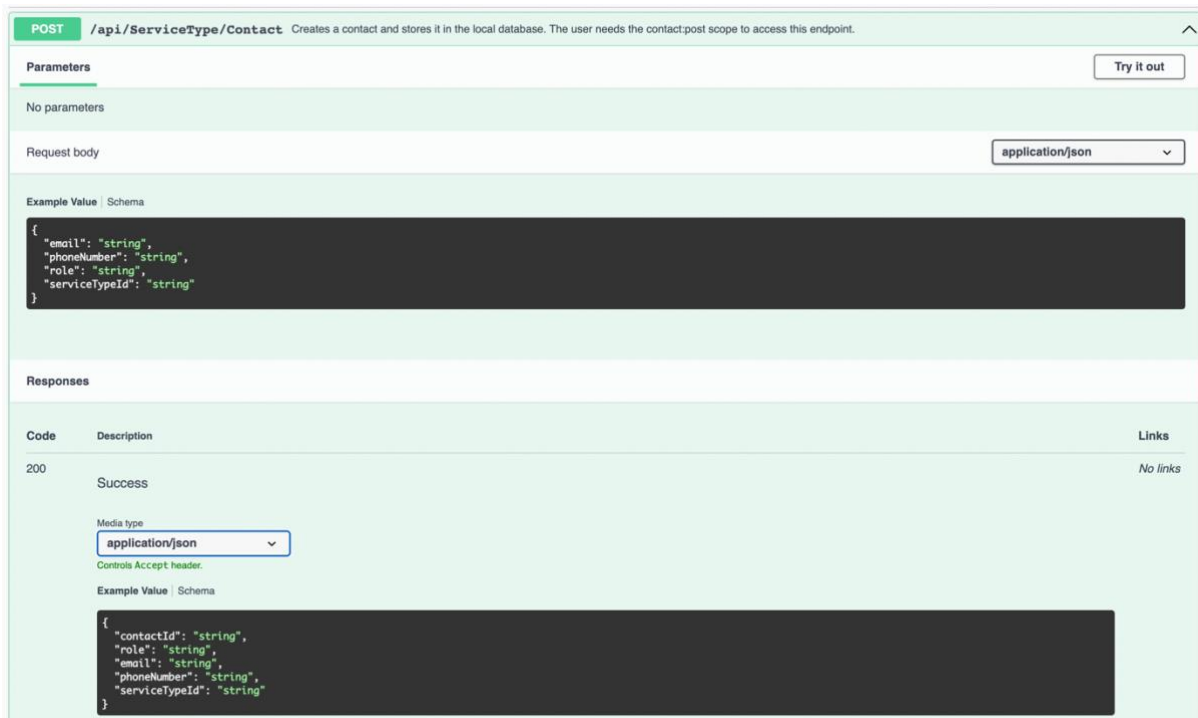 POST /api/ServiceType/Contact Creates a contact and stores it in the local database. The user needs the contact:post scope to access this endpoint.
Parameters
Try it out
No parameters
Request body
application/json
Example Value | Schema
{
"email": "string",
"phoneNumber": "string",
"role": "string",
"serviceTypeId": "string"
}
Responses
Code Description Links
200 Success No links
Media type
application/json
Controls Accept header.
Example Value | Schema
{
"contactId": "string",
"role": "string",
"email": "string",
"phoneNumber": "string",
"serviceTypeId": "string"
}